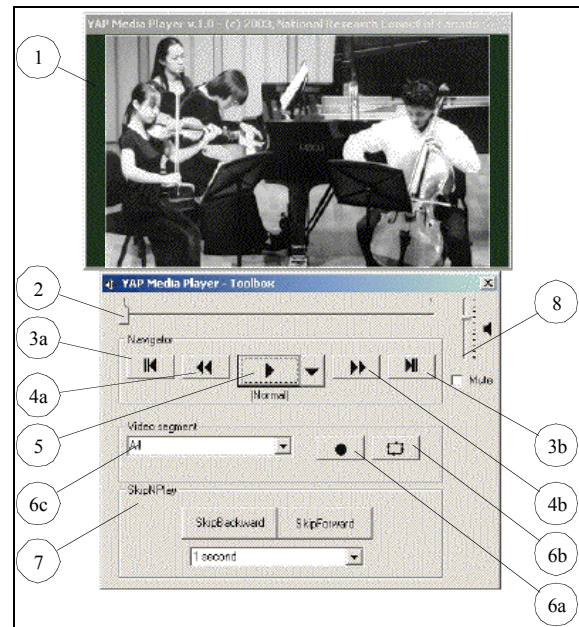 YAP Media Player v.1.0 - (c) 2003, National Research Council of Canada
1
YAP Media Player - Toolbox
2
8
3a
Navigator
Mute
4a
[Normal]
5
3b
Video segment
All
4b
6c
SkipNPlay
6b
7
SkipBackward SkipForward
1 second
6a